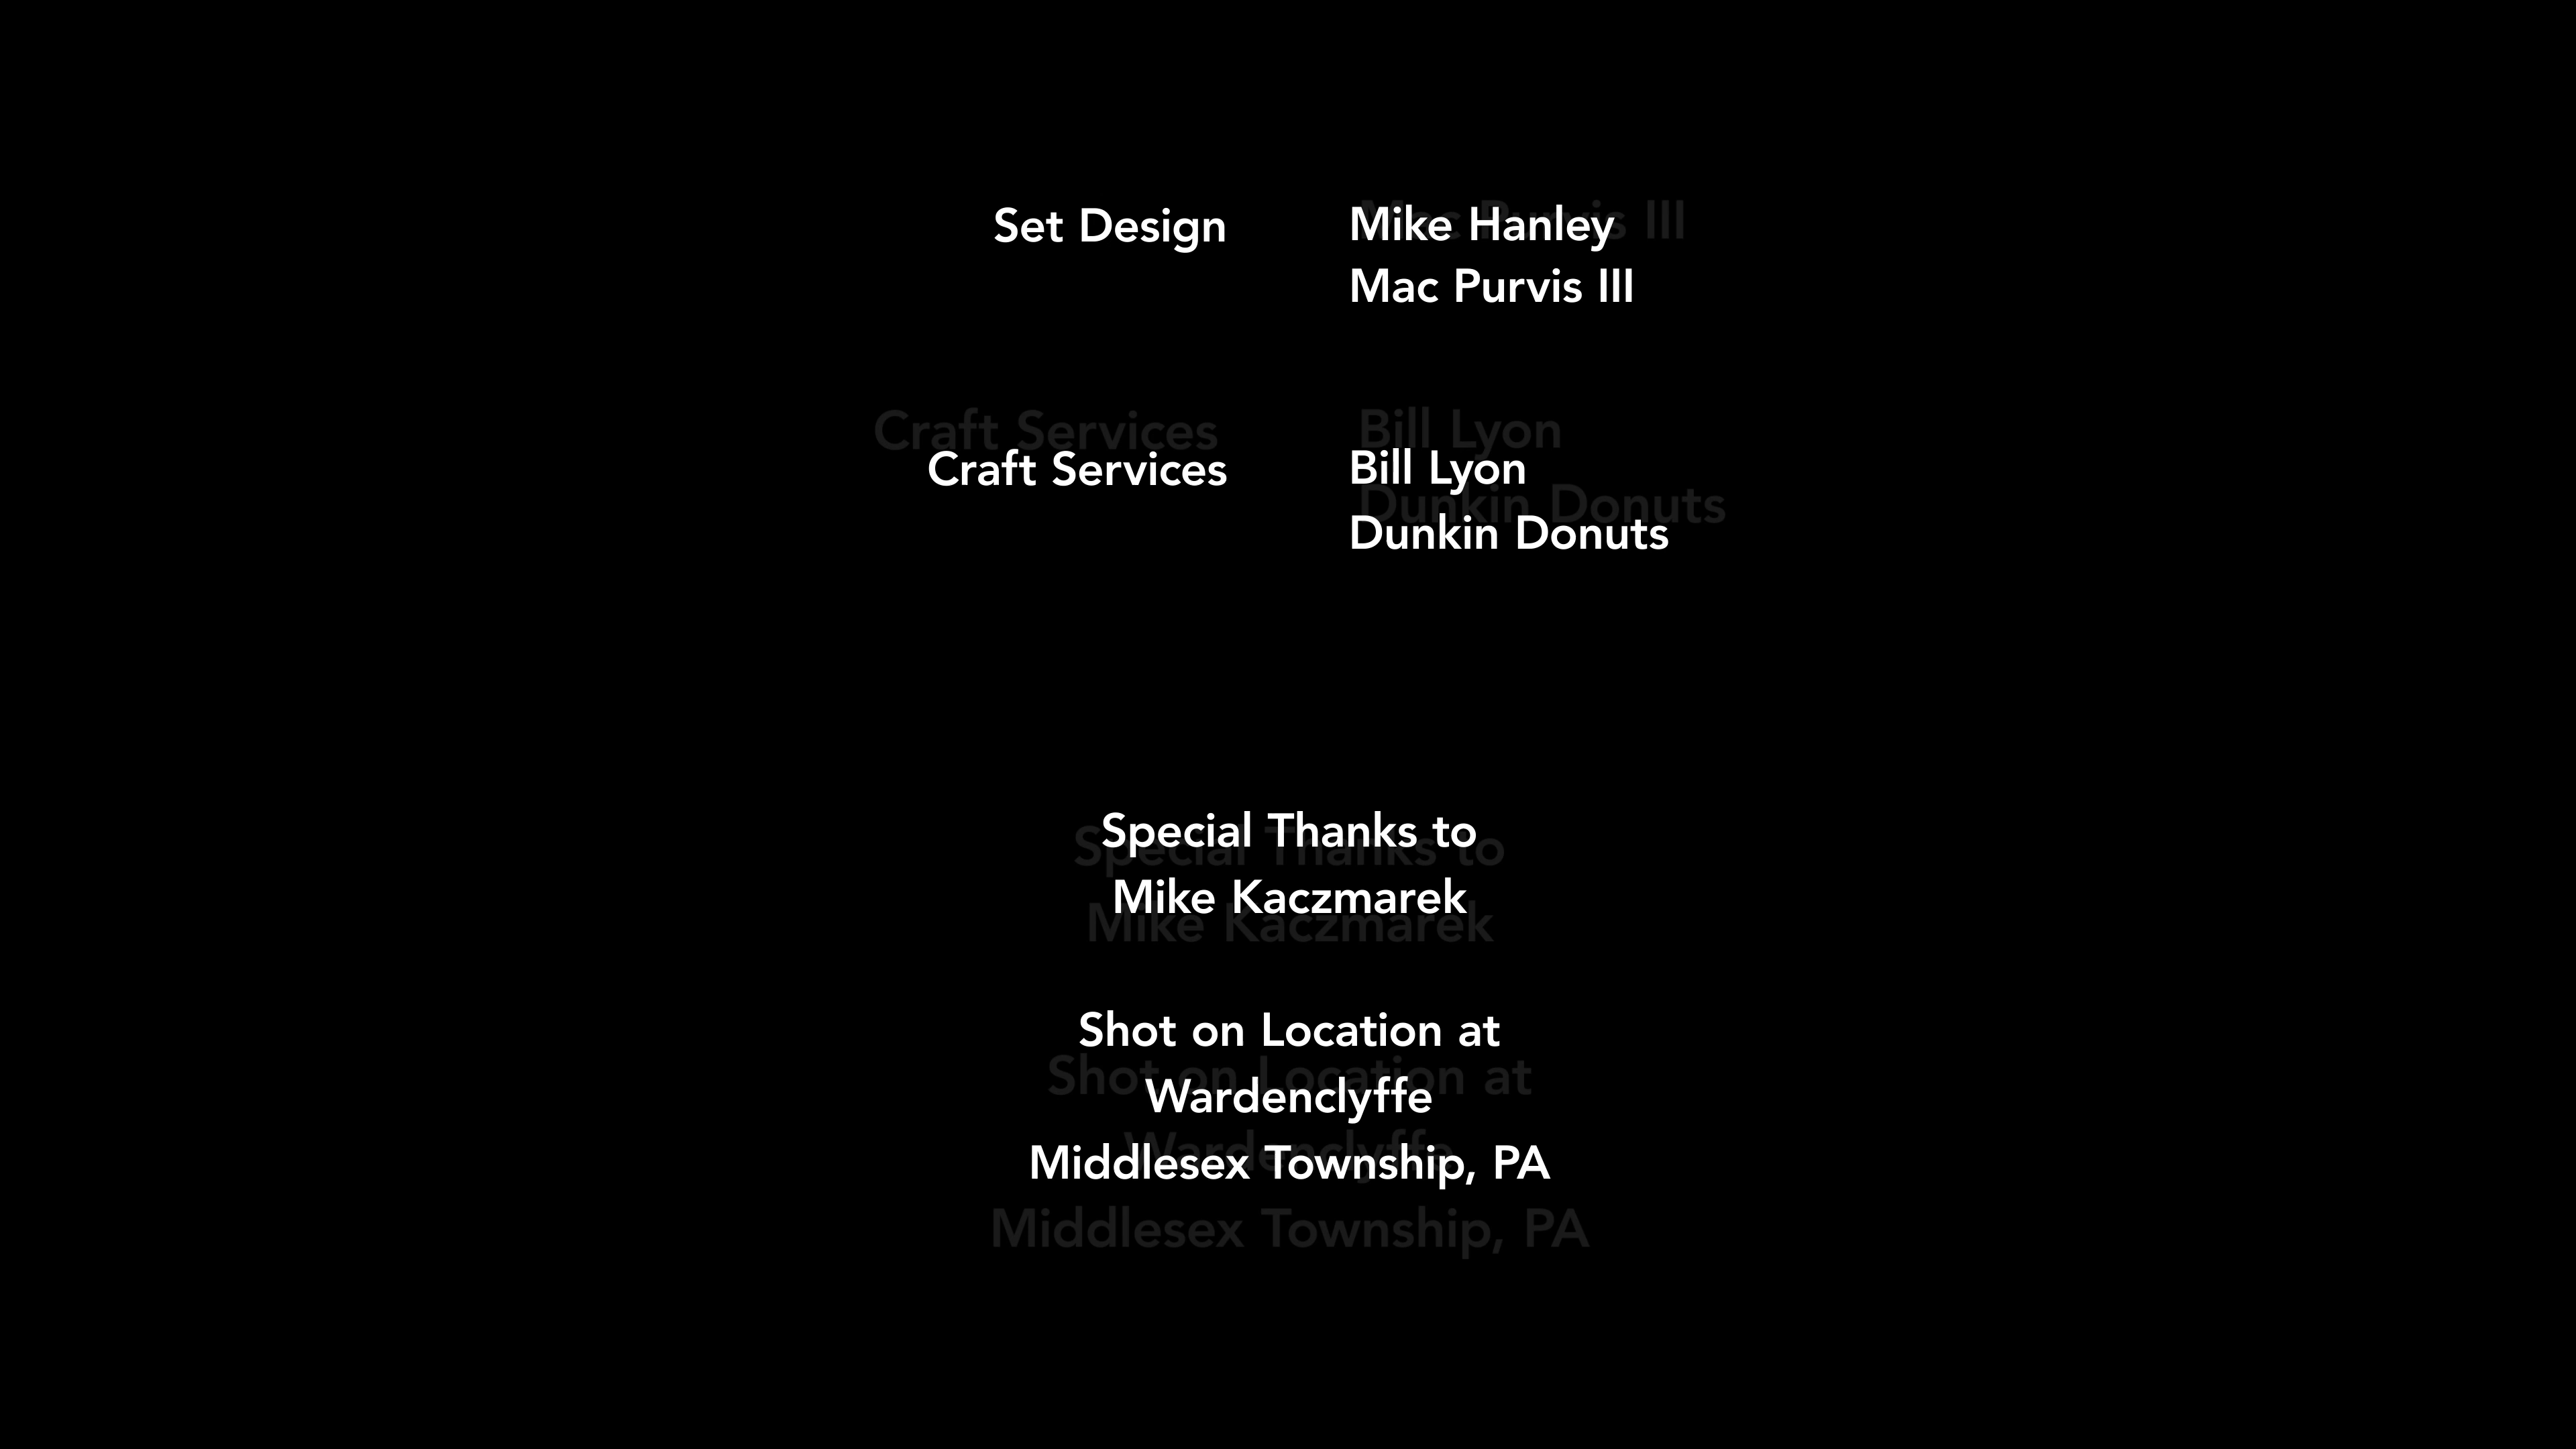 Set Design Mike Hanley
Mac Purvis III
Craft Services Bill Lyon
Dunkin Donuts
Special Thanks to
Mike Kaczmarek
Shot on Location at
Wardenclyffe
Middlesex Township, PA